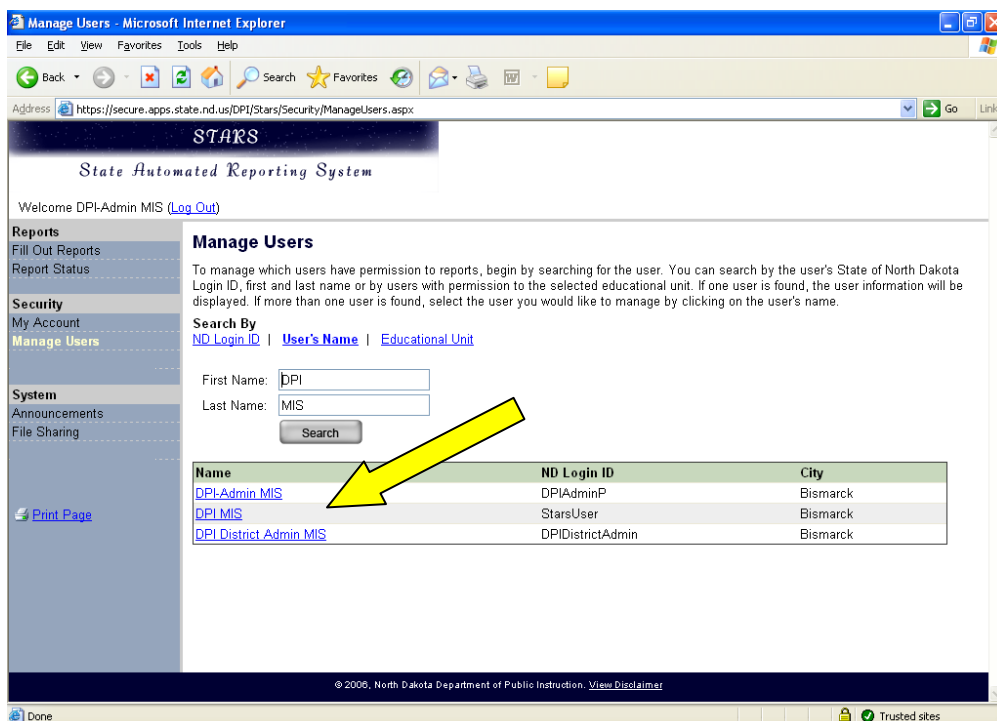 Manage Users - Microsoft Internet Explorer
File Edit View Favorites Tools Help
Back Search Favorites
Address https://secure.apps.state.nd.us/DPI/Stars/Security/ManageUsers.aspx Go Link
STARS
State Automated Reporting System
Welcome DPI-Admin MIS (Log Out)
Reports
Fill Out Reports
Report Status
Security
My Account
Manage Users
System
Announcements
File Sharing
Print Page
Manage Users
To manage which users have permission to reports, begin by searching for the user. You can search by the user's State of North Dakota
Login ID, first and last name or by users with permission to the selected educational unit. If one user is found, the user information will be
displayed. If more than one user is found, select the user you would like to manage by clicking on the user's name.
Search By
ND Login ID | User's Name | Educational Unit
First Name: DPI
Last Name: MIS
Search
Name ND Login ID City
DPI-Admin MIS DPIAdminP Bismarck
DPI MIS StarsUser Bismarck
DPI District Admin MIS DPIDistrictAdmin Bismarck
© 2006, North Dakota Department of Public Instruction. View Disclaimer
Done Trusted sites